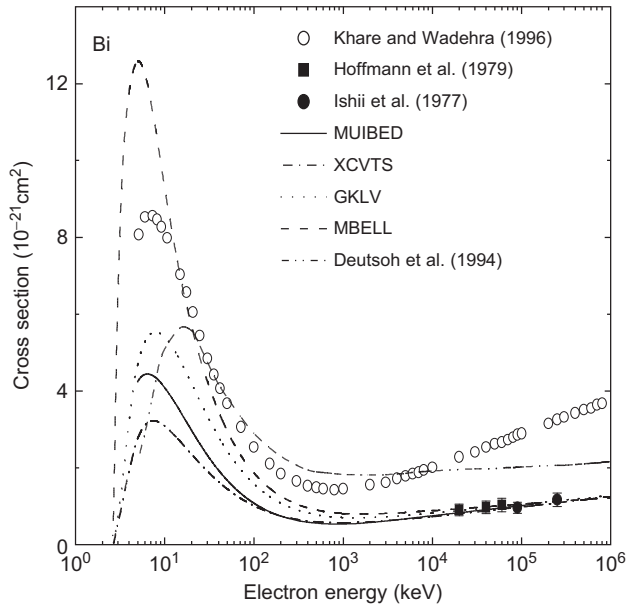 Bi
Khare and Wadehra (1996)
Hoffmann et al. (1979)
Ishii et al. (1977)
MUIBED
XCVTS
GKLV
MBELL
Deutsoh et al. (1994)
Cross section (10⁻²¹cm²)
12
8
4
0
10⁰ 10¹ 10² 10³ 10⁴ 10⁵ 10⁶
Electron energy (keV)